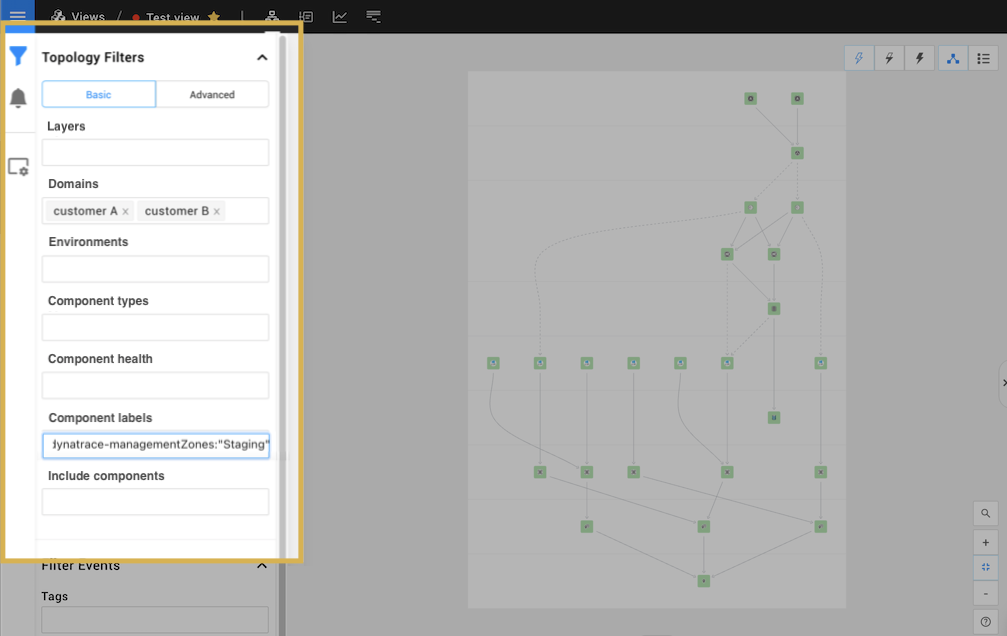 Views / Test view
Topology Filters
Basic Advanced
Layers
Domains
customer A × customer B ×
Environments
Component types
Component health
Component labels
dynatrace-managementZones:"Staging"
Include components
Filter Events
Tags